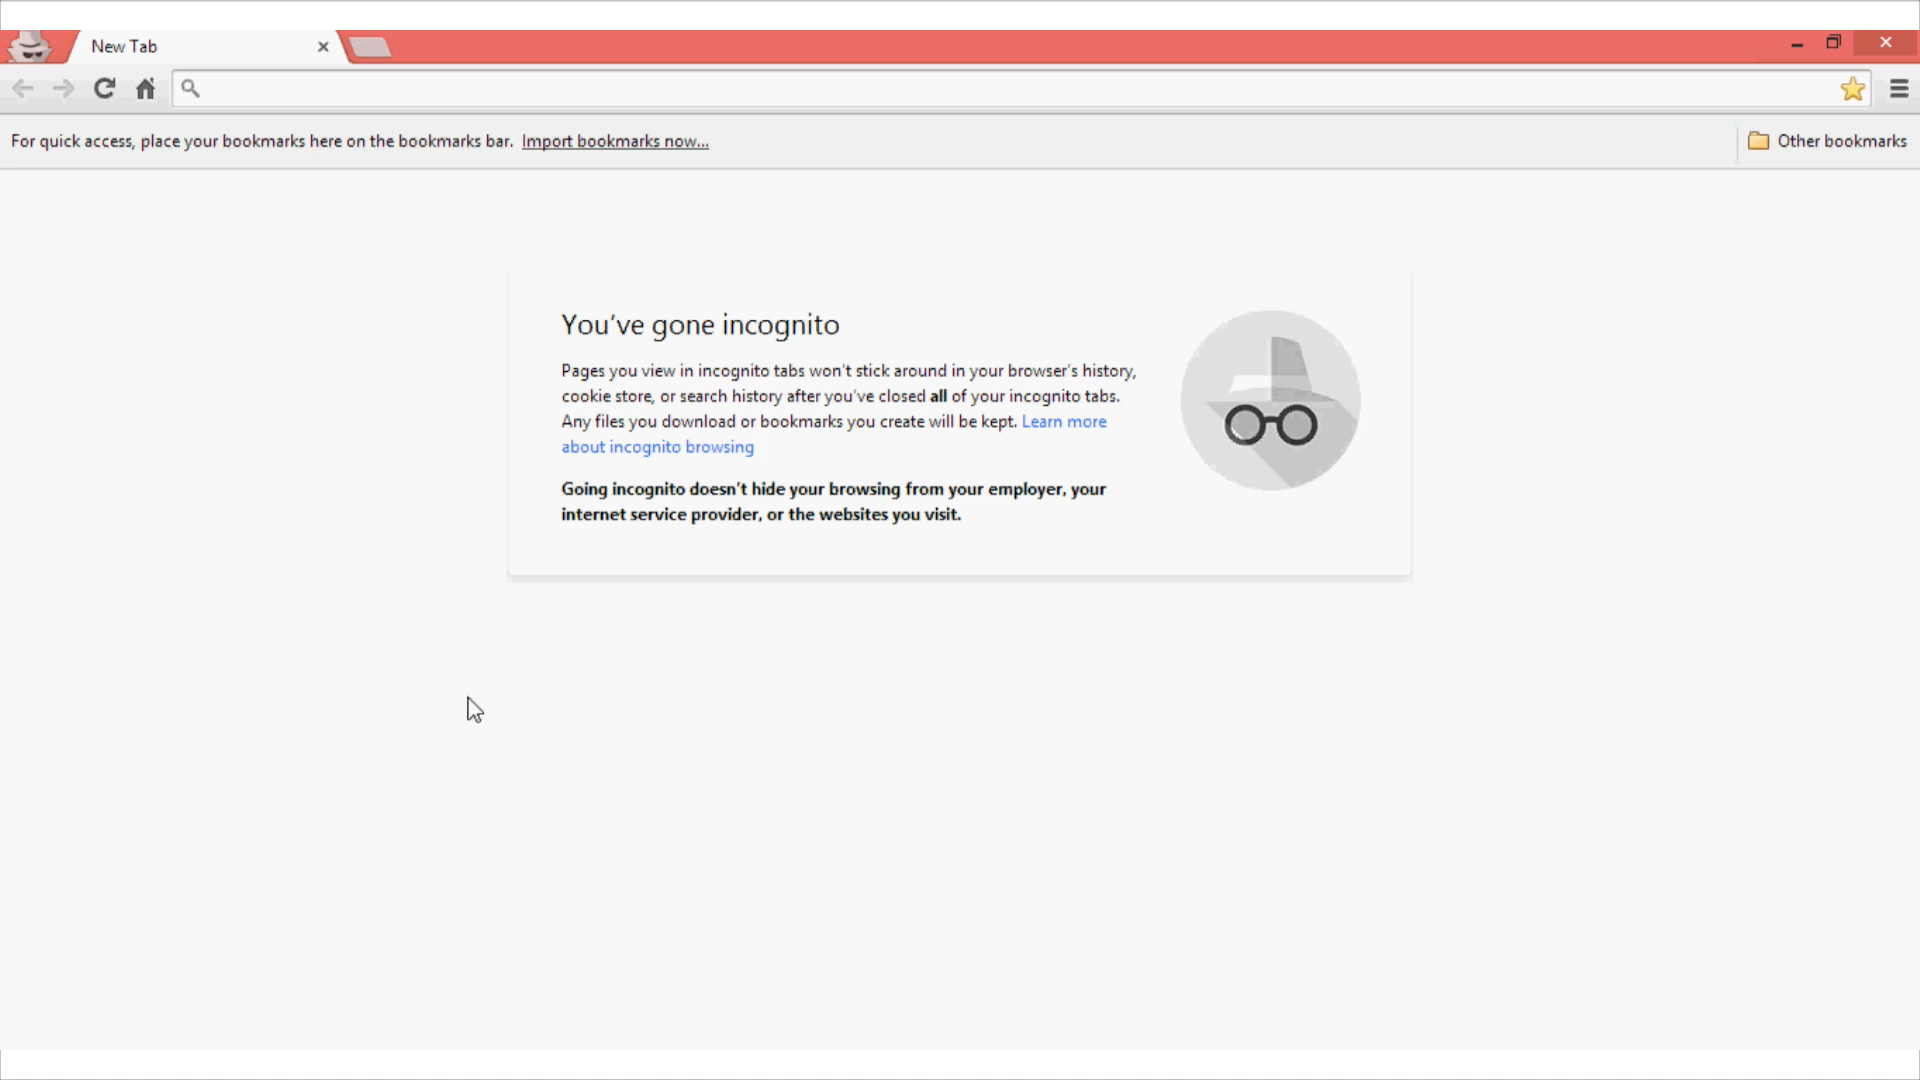 New Tab
For quick access, place your bookmarks here on the bookmarks bar. Import bookmarks now...
Other bookmarks
You've gone incognito
Pages you view in incognito tabs won't stick around in your browser's history,
cookie store, or search history after you've closed all of your incognito tabs.
Any files you download or bookmarks you create will be kept. Learn more
about incognito browsing
Going incognito doesn't hide your browsing from your employer, your
internet service provider, or the websites you visit.